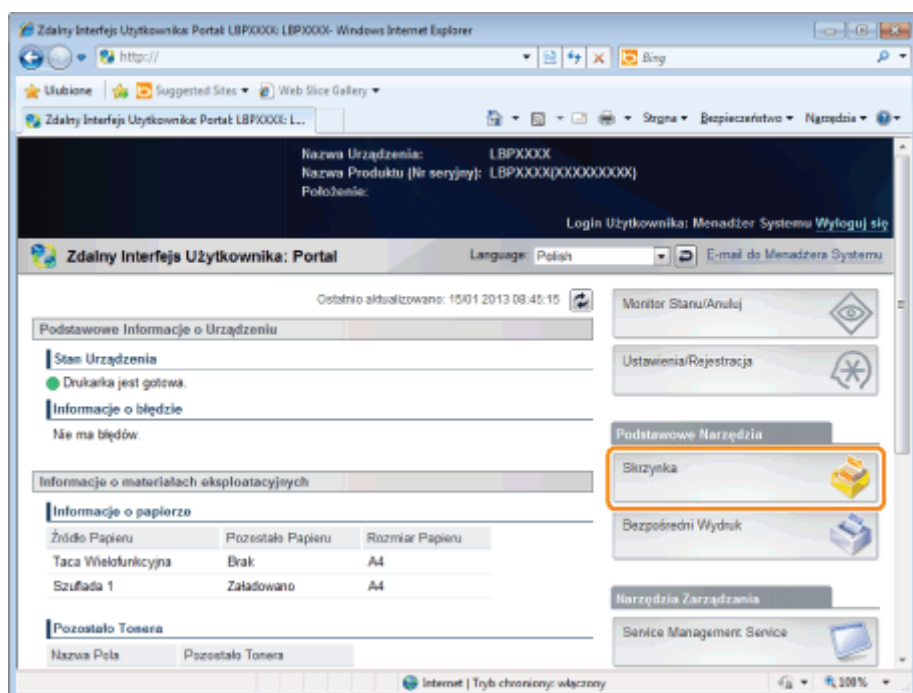 Zdalny Interfejs Użytkownika: Portal: LBPXXXX: LBPXXXX- Windows Internet Explorer
http://
Bing
Ulubione Suggested Sites Web Slice Gallery
Zdalny Interfejs Użytkownika: Portal: LBPXXXX: L...
Strona Bezpieczeństwo Narzędzia
Nazwa Urządzenia: LBPXXXX
Nazwa Produktu (Nr seryjny): LBPXXXX(XXXXXXXXX)
Położenie:
Login Użytkownika: Menadżer Systemu Wyloguj się
Zdalny Interfejs Użytkownika: Portal
Language: Polish
E-mail do Menadżera Systemu
Ostatnio aktualizowano: 15/01 2013 08:45:15
Podstawowe Informacje o Urządzeniu
Stan Urządzenia
Drukarka jest gotowa.
Informacje o błędzie
Nie ma błędów.
Informacje o materiałach eksploatacyjnych
Informacje o papierze
Źródło Papieru Pozostało Papieru Rozmiar Papieru
Taca Wielofunkcyjna Brak A4
Szuflada 1 Załadowano A4
Pozostało Tonera
Nazwa Pola Pozostało Tonera
Monitor Stanu/Anuluj
Ustawienia/Rejestracja
Podstawowe Narzędzia
Skrzynka
Bezpośredni Wydruk
Narzędzia Zarządzania
Service Management Service
Internet | Tryb chroniony: włączony
100%